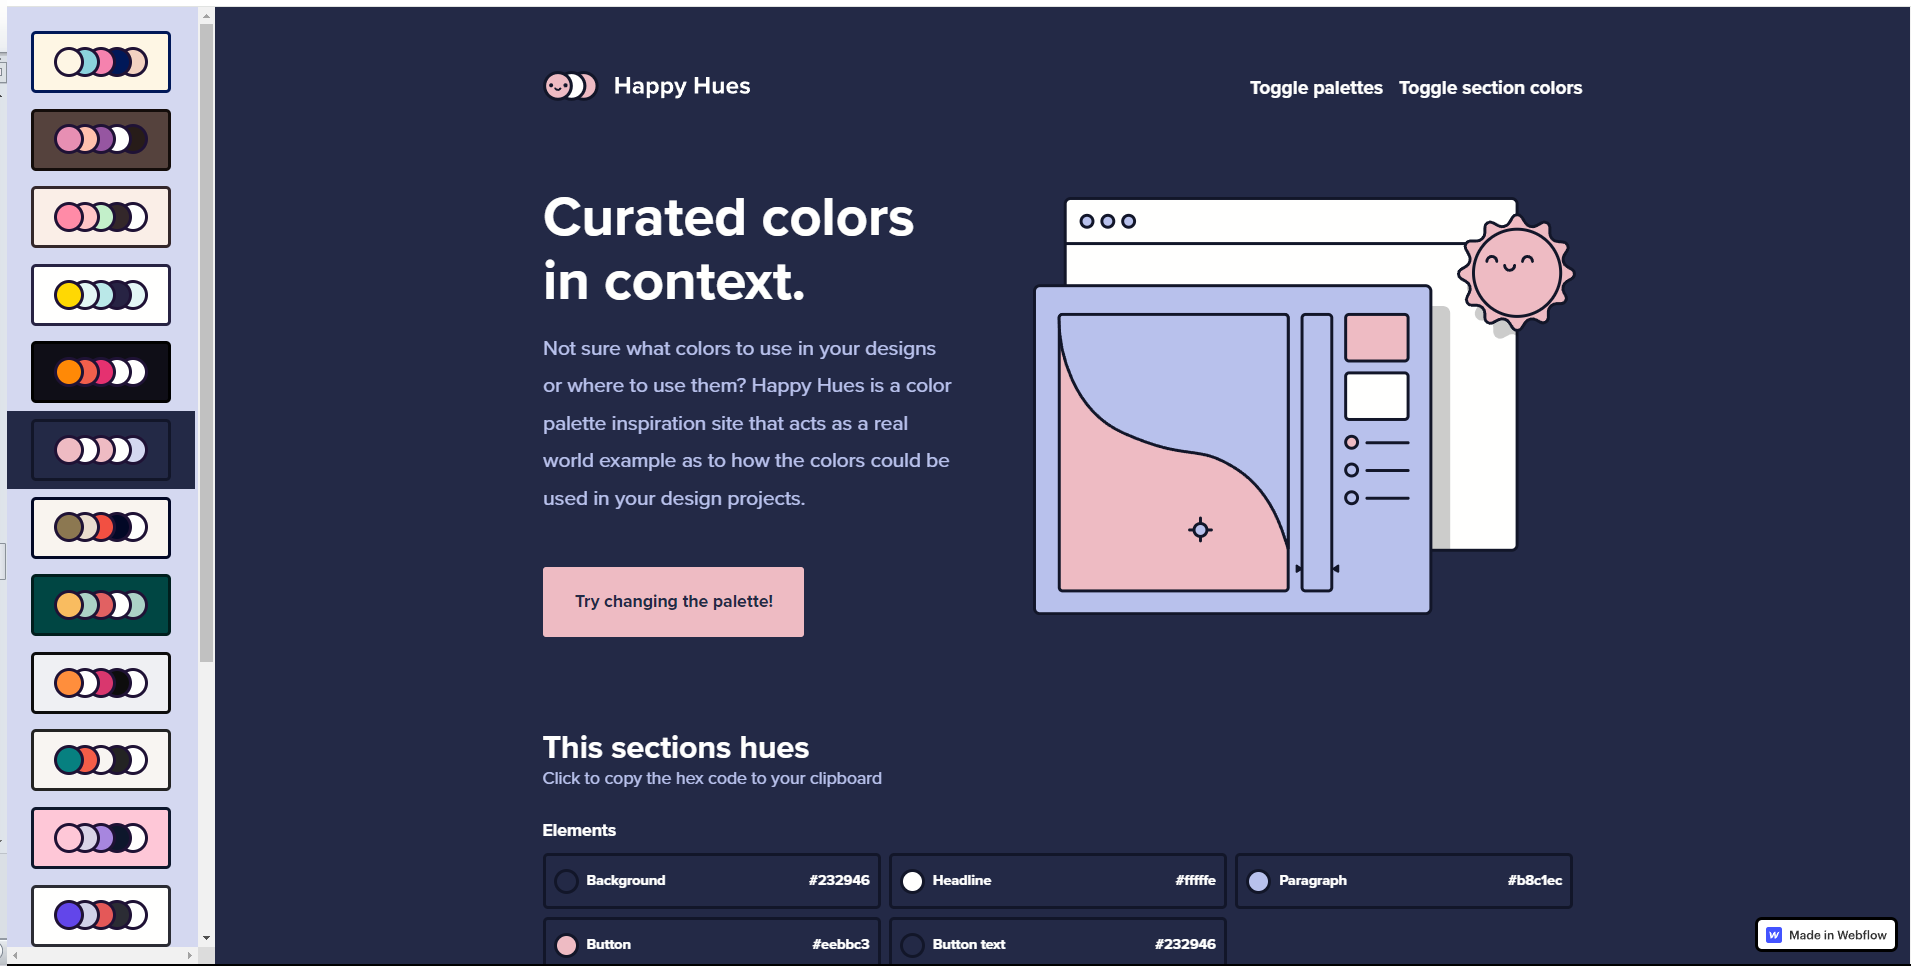 Happy Hues
Toggle palettes
Toggle section colors
Curated colors
in context.
Not sure what colors to use in your designs
or where to use them? Happy Hues is a color
palette inspiration site that acts as a real
world example as to how the colors could be
used in your design projects.
Try changing the palette!
This sections hues
Click to copy the hex code to your clipboard
Elements
Background #232946
Headline #fffffe
Paragraph #b8c1ec
Button #eebbc3
Button text #232946
Made in Webflow